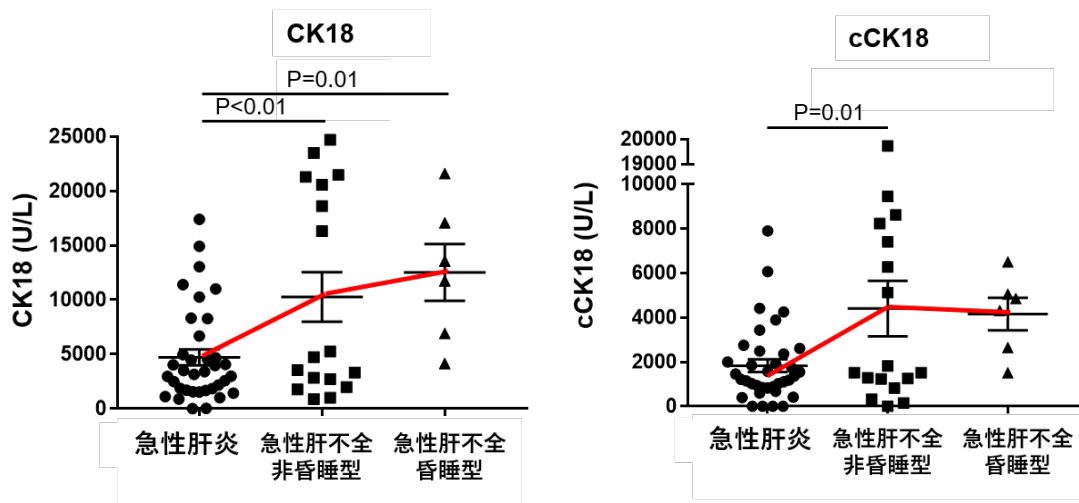 CK18
P=0.01
P<0.01
25000
20000
15000
10000
5000
0
CK18 (U/L)
急性肝炎
急性肝不全
非昏睡型
急性肝不全
昏睡型
cCK18
P=0.01
20000
19000
10000
8000
6000
4000
2000
0
cCK18 (U/L)
急性肝炎
急性肝不全
非昏睡型
急性肝不全
昏睡型